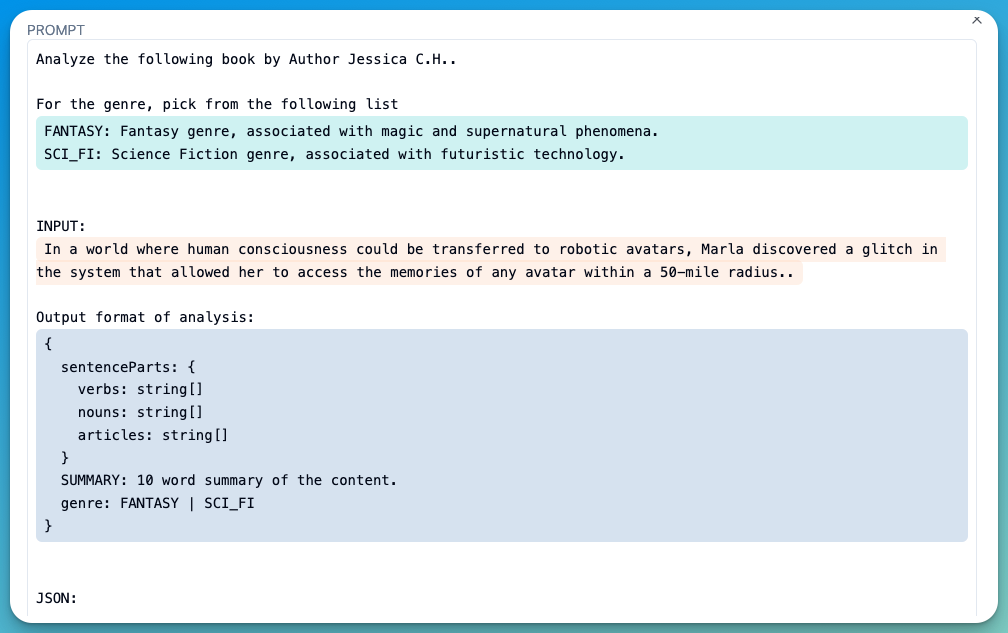 PROMPT
Analyze the following book by Author Jessica C.H..
For the genre, pick from the following list
FANTASY: Fantasy genre, associated with magic and supernatural phenomena.
SCI_FI: Science Fiction genre, associated with futuristic technology.
INPUT:
In a world where human consciousness could be transferred to robotic avatars, Marla discovered a glitch in
the system that allowed her to access the memories of any avatar within a 50-mile radius..
Output format of analysis:
{
  sentenceParts: {
    verbs: string[]
    nouns: string[]
    articles: string[]
  }
  SUMMARY: 10 word summary of the content.
  genre: FANTASY | SCI_FI
}
JSON: